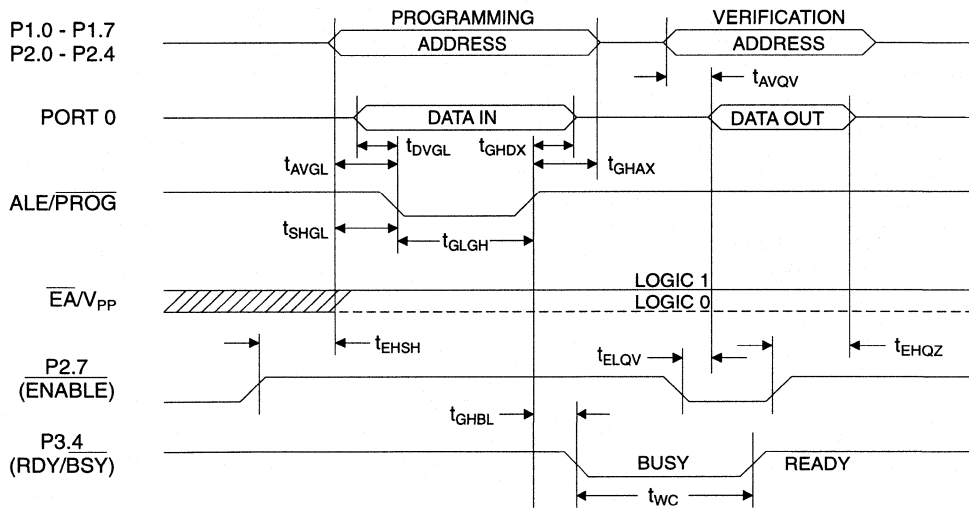 PROGRAMMING VERIFICATION
P1.0 - P1.7
P2.0 - P2.4
ADDRESS ADDRESS
tAVQV
PORT 0
DATA IN DATA OUT
tDVGL tGHDX
tAVGL tGHAX
ALE/PROG
tSHGL tGLGH
LOGIC 1
EA/VPP
LOGIC 0
tEHSH tELQV tEHQZ
P2.7
(ENABLE)
tGHBL
P3.4
(RDY/BSY)
BUSY READY
tWC